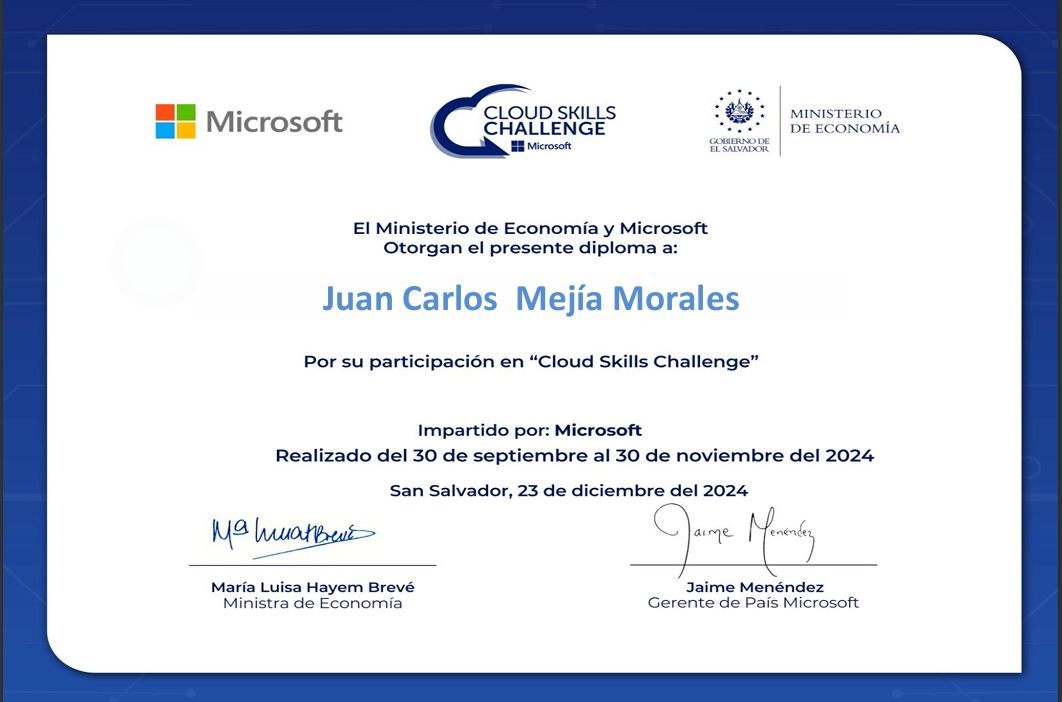 Microsoft
CLOUD SKILLS
CHALLENGE
Microsoft
GOBIERNO DE
EL SALVADOR
MINISTERIO
DE ECONOMÍA
El Ministerio de Economía y Microsoft
Otorgan el presente diploma a:
Juan Carlos  Mejía Morales
Por su participación en “Cloud Skills Challenge”
Impartido por: Microsoft
Realizado del 30 de septiembre al 30 de noviembre del 2024
San Salvador, 23 de diciembre del 2024
Jaime Menéndez
María Luisa Hayem Brevé
Ministra de Economía
Jaime Menéndez
Gerente de País Microsoft